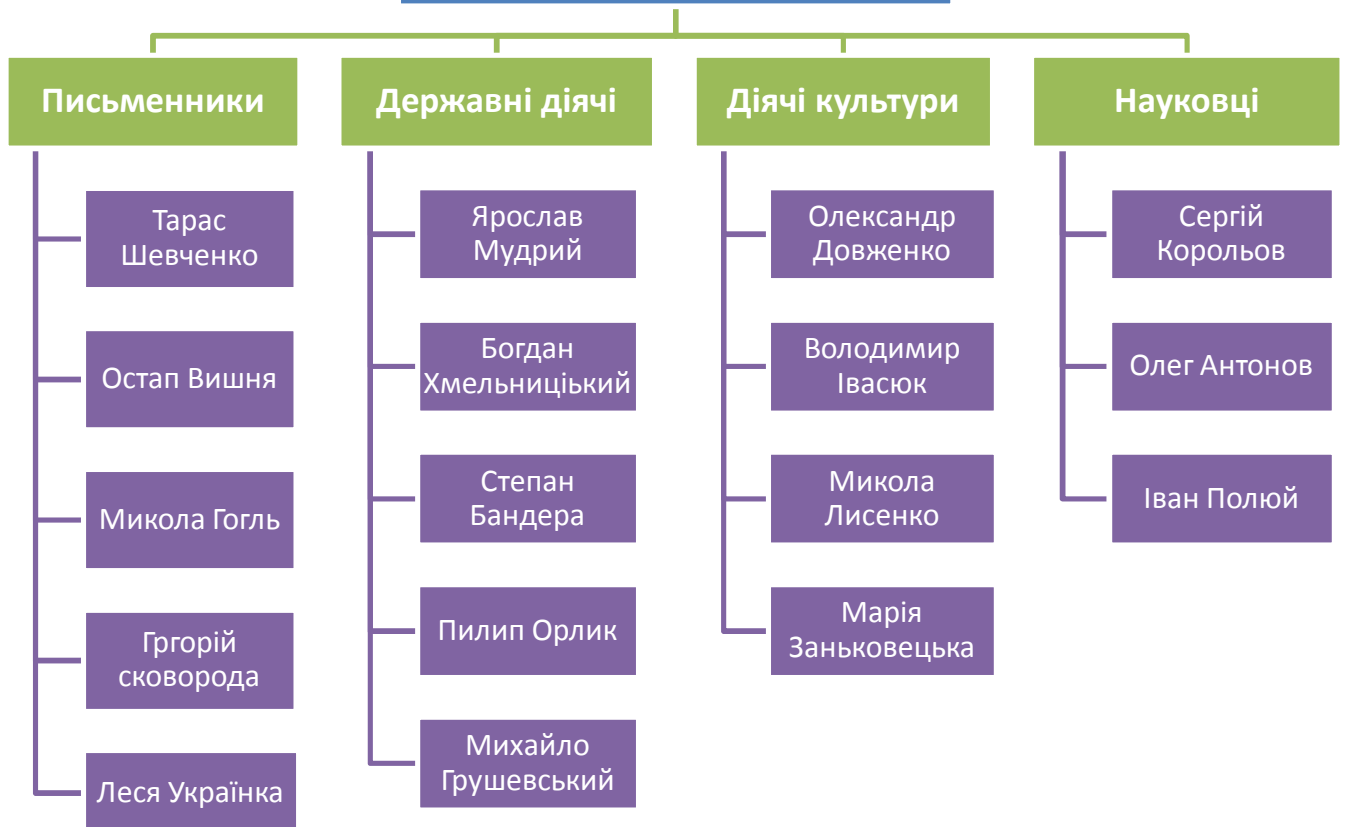 Письменники
Тарас
Шевченко
Остап Вишня
Микола Гогль
Гргорій
сковорода
Леся Українка
Державні діячі
Ярослав
Мудрий
Богдан
Хмельниціький
Степан
Бандера
Пилип Орлик
Михайло
Грушевський
Діячі культури
Олександр
Довженко
Володимир
Івасюк
Микола
Лисенко
Марія
Заньковецька
Науковці
Сергій
Корольов
Олег Антонов
Іван Полюй